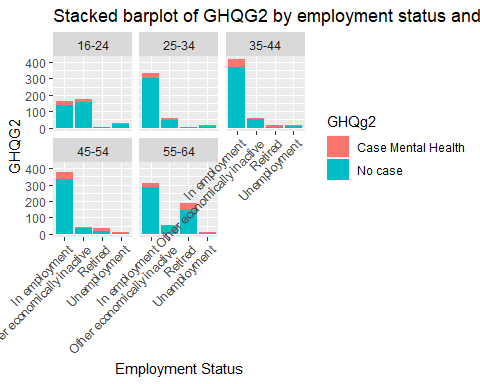 Stacked barplot of GHQG2 by employment status and
16-24
25-34
35-44
400
300
200
100
0
GHQG2
45-54
55-64
400
300
200
100
0
In employment
Other economically inactive
Retired
Unemployment
In employment
er economically inactive
Retired
Unemployment
In employment
Other economically inactive
Retired
Unemployment
Employment Status
GHQg2
Case Mental Health
No case